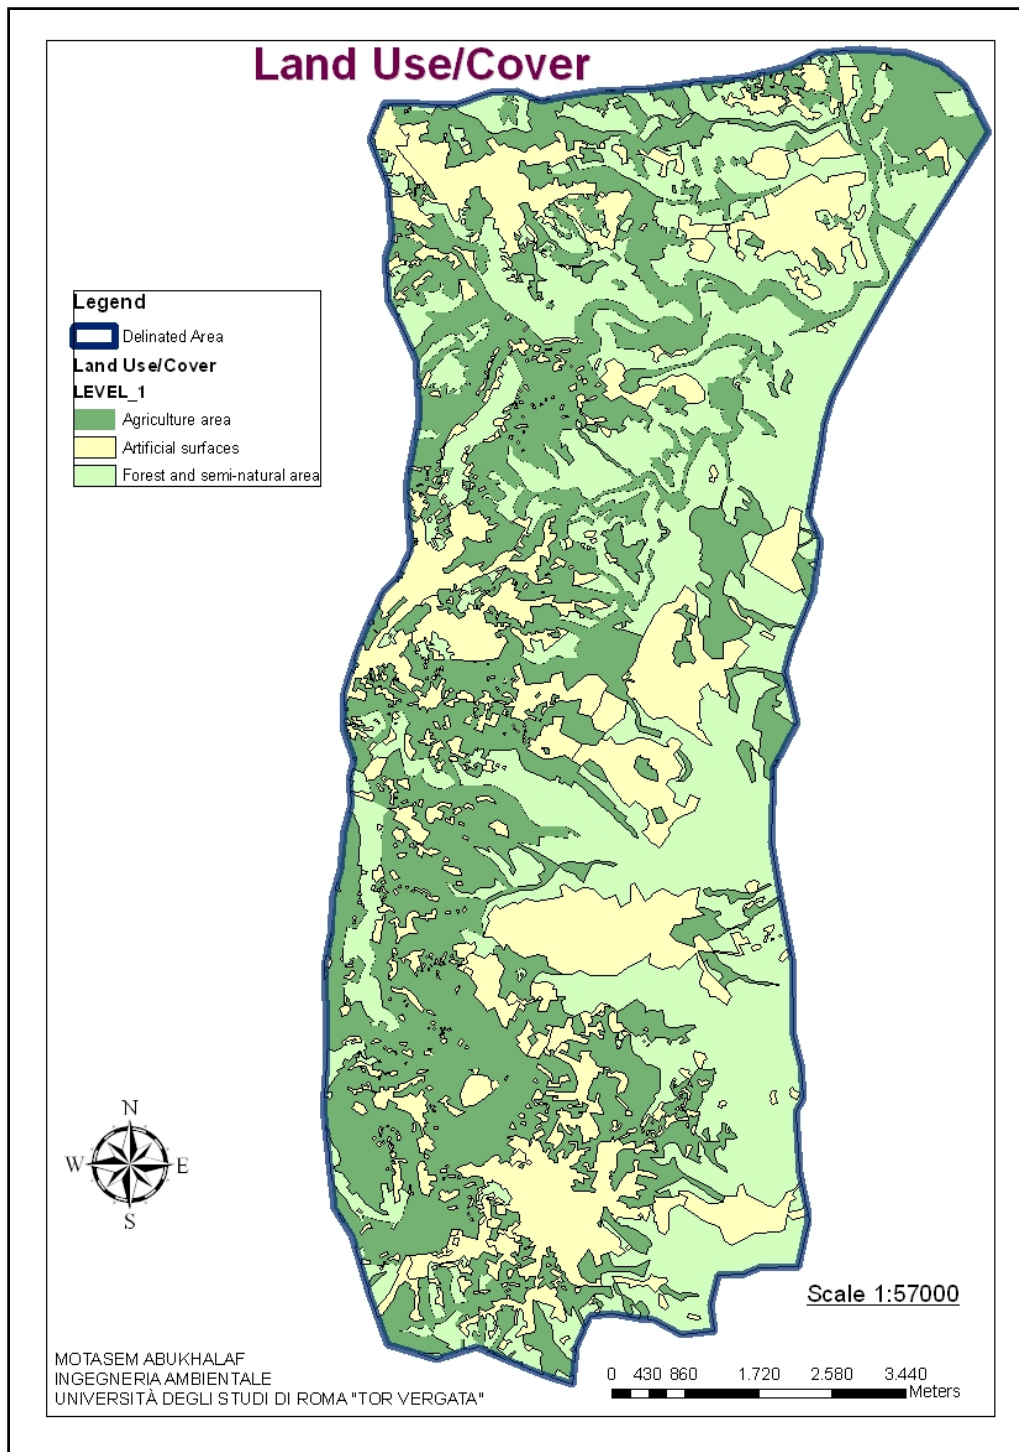 Land Use/Cover
Legend
Delinated Area
Land Use/Cover
LEVEL_1
Agriculture area
Artificial surfaces
Forest and semi-natural area
N
W E
S
Scale 1:57000
MOTASEM ABUKHALAF
INGEGNERIA AMBIENTALE
UNIVERSITÀ DEGLI STUDI DI ROMA "TOR VERGATA"
0 430 860 1.720 2.580 3.440
Meters